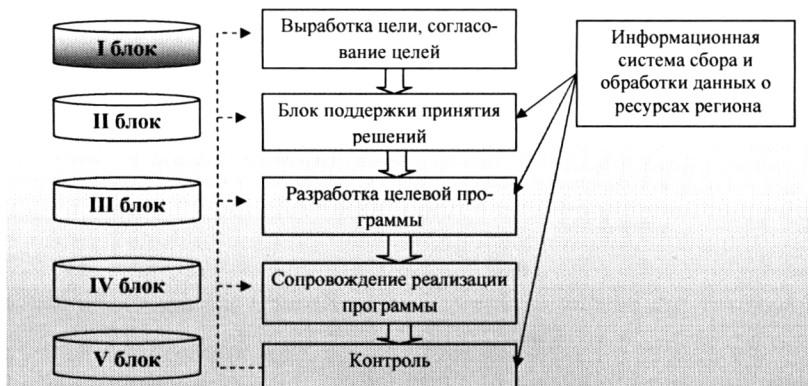 I блок
Выработка цели, согласо-
вание целей
Информационная
система сбора и
обработки данных о
ресурсах региона
II блок
Блок поддержки принятия
решений
III блок
Разработка целевой про-
граммы
IV блок
Сопровождение реализации
программы
V блок
Контроль